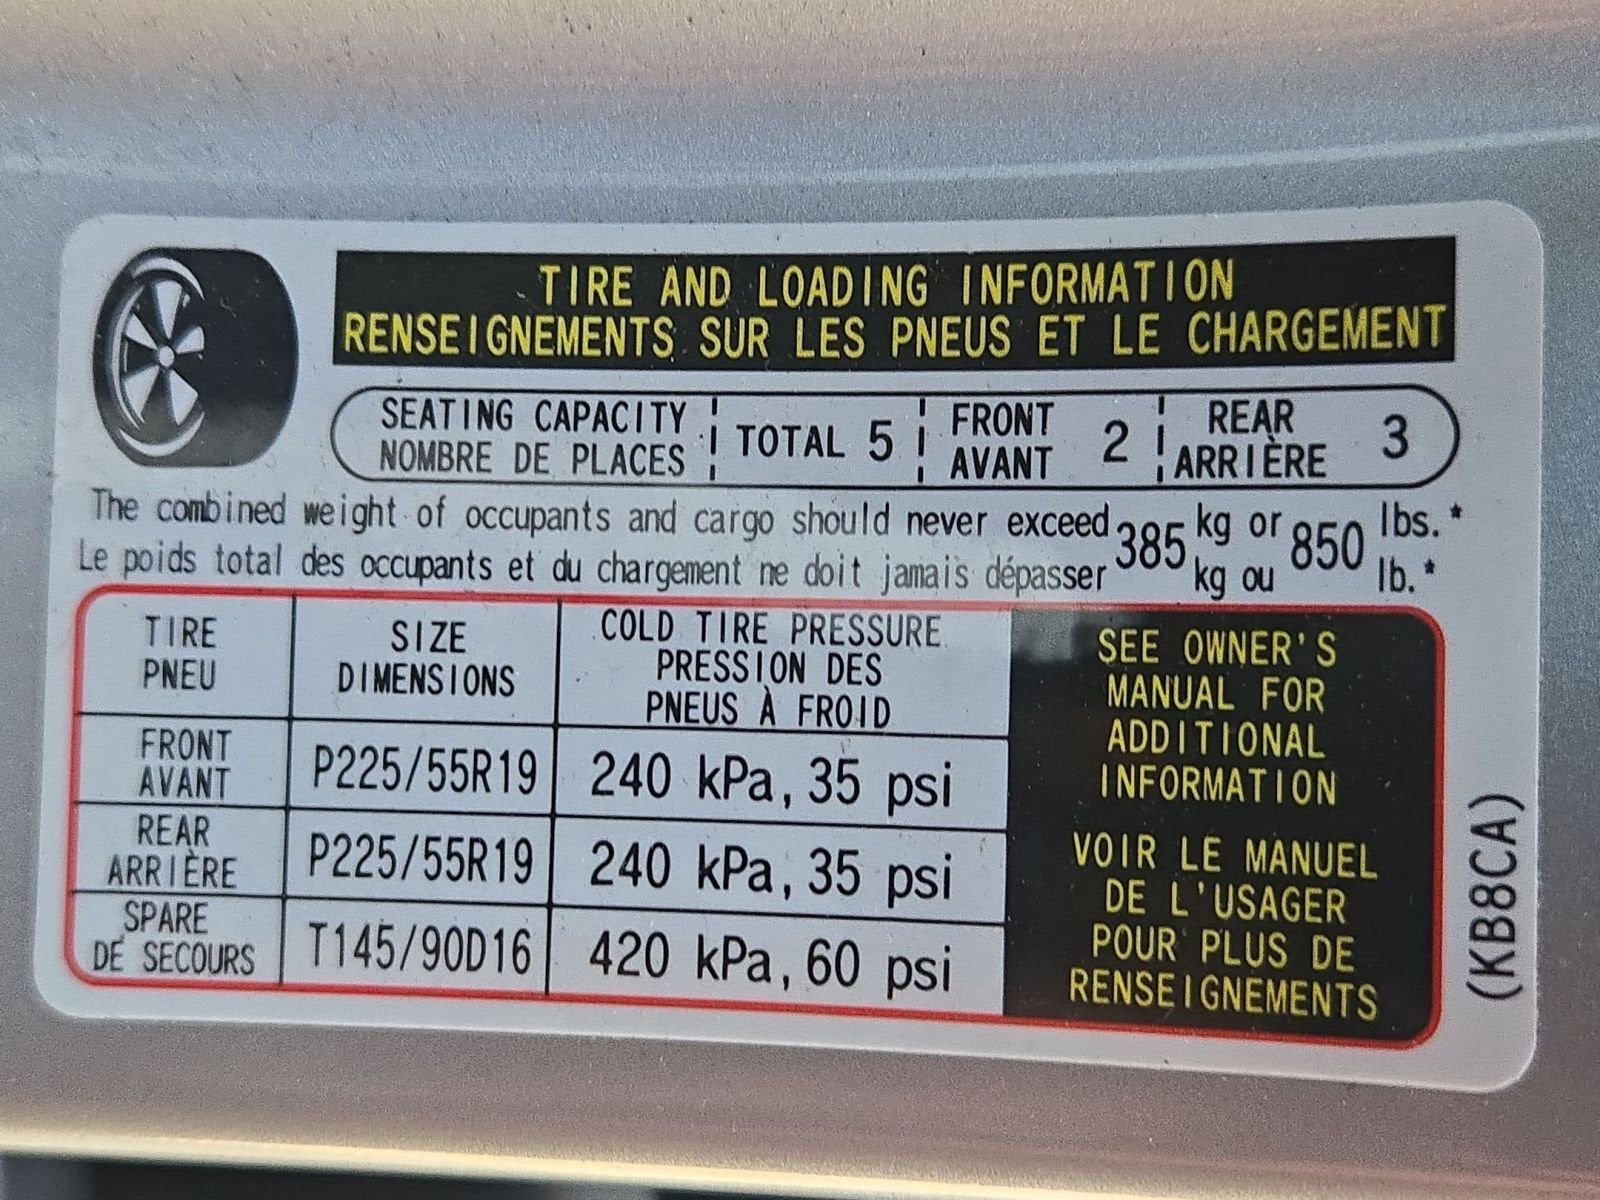 TIRE AND LOADING INFORMATION
RENSEIGNEMENTS SUR LES PNEUS ET LE CHARGEMENT
SEATING CAPACITY
NOMBRE DE PLACES
TOTAL 5
FRONT
AVANT
2
REAR
ARRIÈRE
3
The combined weight of occupants and cargo should never exceed 385 kg or 850 lbs.*
Le poids total des occupants et du chargement ne doit jamais dépasser kg ou lb.*
TIRE
PNEU
SIZE
DIMENSIONS
COLD TIRE PRESSURE
PRESSION DES
PNEUS À FROID
FRONT
AVANT
P225/55R19
240 kPa, 35 psi
REAR
ARRIÈRE
P225/55R19
240 kPa, 35 psi
SPARE
DE SECOURS
T145/90D16
420 kPa, 60 psi
SEE OWNER'S
MANUAL FOR
ADDITIONAL
INFORMATION
VOIR LE MANUEL
DE L'USAGER
POUR PLUS DE
RENSEIGNEMENTS
(KB8CA)